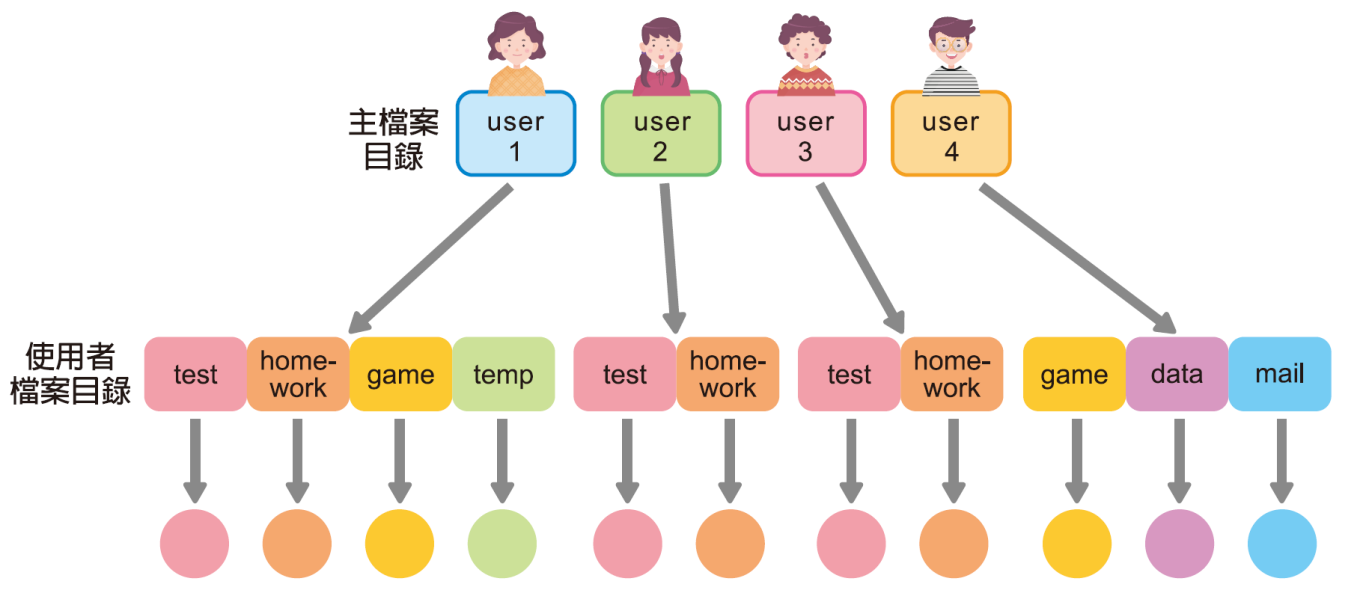 主檔案
目錄
user
1
user
2
user
3
user
4
使用者
檔案目錄
test
home-
work
game
temp
test
home-
work
test
home-
work
game
data
mail